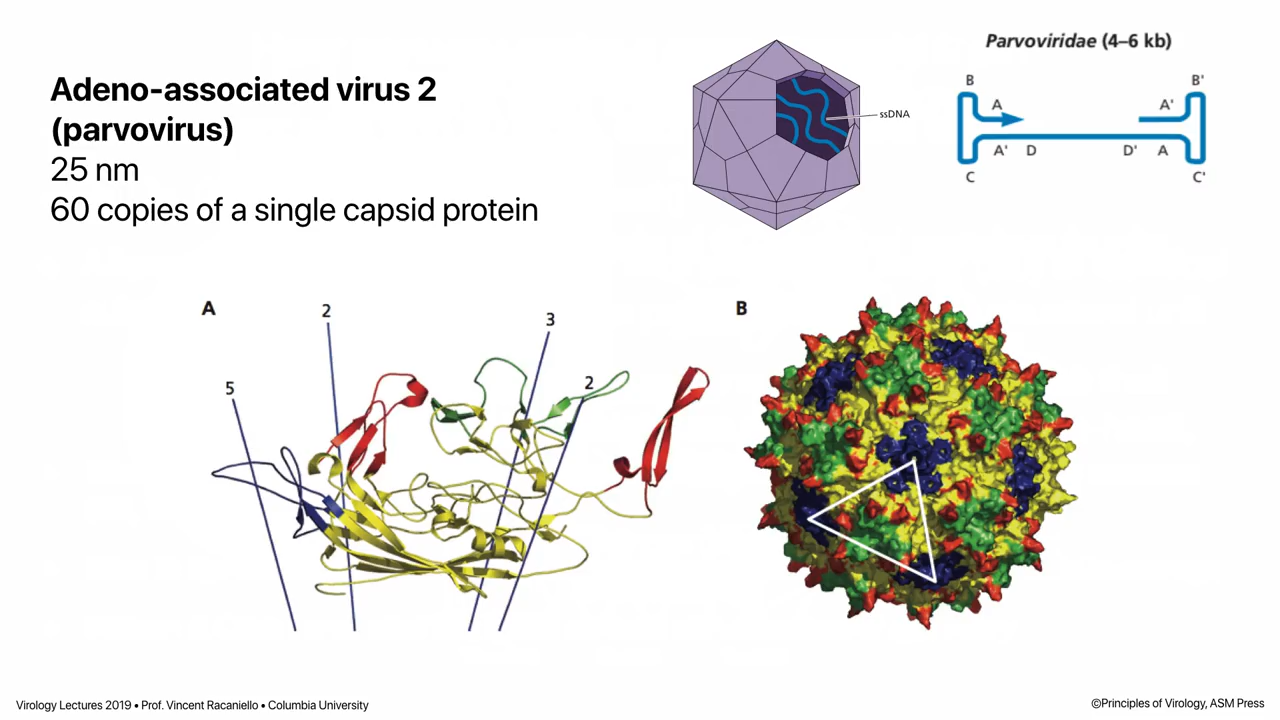 Adeno-associated virus 2
(parvovirus)
25 nm
60 copies of a single capsid protein
ssDNA
Parvoviridae (4–6 kb)
B
B'
A
A'
A'
D
D'
A
C
C'
A
2
3
5
2
B
Virology Lectures 2019 • Prof. Vincent Racaniello • Columbia University
©Principles of Virology, ASM Press